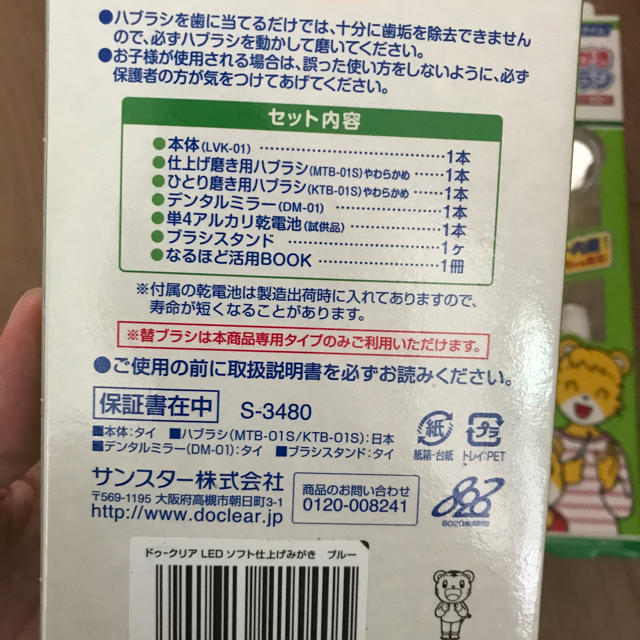 ●ハブラシを歯に当てるだけでは、十分に歯垢を除去できません
ので、必ずハブラシを動かして磨いてください。
●お子様が使用される場合は、誤った使い方をしないように、必ず
保護者の方が気をつけてあげてください。
セット内容
●本体(LVK-01)……………………………1本
●仕上げ磨き用ハブラシ(MTB-01S)やわらかめ……1本
●ひとり磨き用ハブラシ(KTB-01S)やわらかめ……1本
●デンタルミラー(DM-01)……………………1本
●単4アルカリ乾電池(試供品)………………1本
●ブラシスタンド……………………………1ヶ
●なるほど活用BOOK………………………1冊
※付属の乾電池は製造出荷時に入れてありますので、
寿命が短くなることがあります。
※替ブラシは本商品専用タイプのみご利用いただけます。
●ご使用の前に取扱説明書を必ずお読みください。
保証書在中 S-3480
■本体:タイ ■ハブラシ(MTB-01S/KTB-01S):日本
■デンタルミラー(DM-01):タイ ■ブラシスタンド:タイ
紙
紙箱・台紙
プラ
トレイ:PET
サンスター株式会社
〒569-1195 大阪府高槻市朝日町3-1
http://www.doclear.jp/
商品のお問い合わせ
0120-008241
8020
ドゥークリア LED ソフト仕上げみがき ブルー